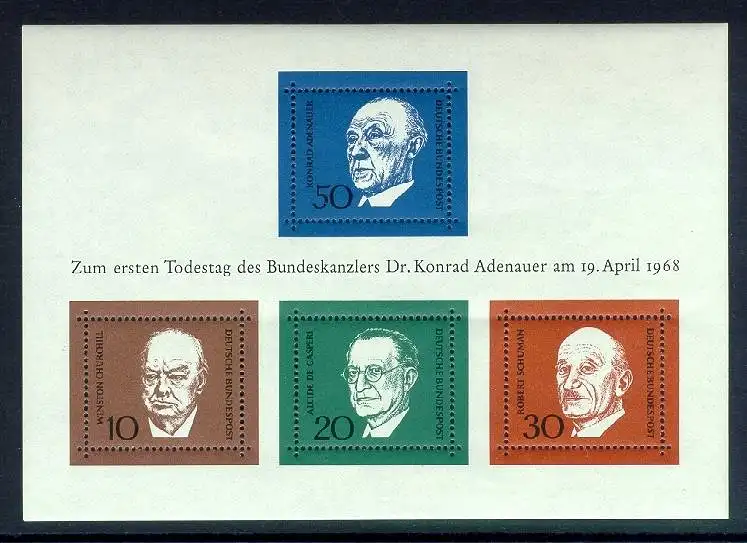 KONRAD ADENAUER
50
DEUTSCHE BUNDESPOST
Zum ersten Todestag des Bundeskanzlers Dr. Konrad Adenauer am 19. April 1968
WINSTON CHURCHILL
10
DEUTSCHE BUNDESPOST
ALCIDE DE GASPERI
20
DEUTSCHE BUNDESPOST
ROBERT SCHUMAN
30
DEUTSCHE BUNDESPOST